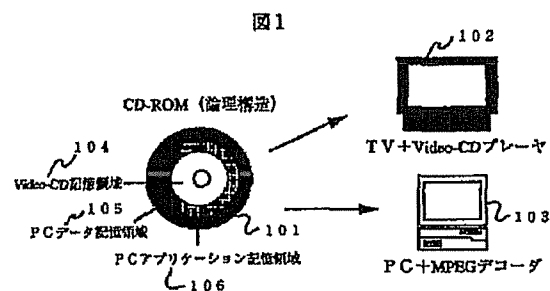 図1
102
CD-ROM (論理構造)
TV+Video-CDプレーヤ
104
Video-CD記憶領域
105
PCデータ記憶領域
101
PCアプリケーション記憶領域
106
103
PC+MPEGデコーダ